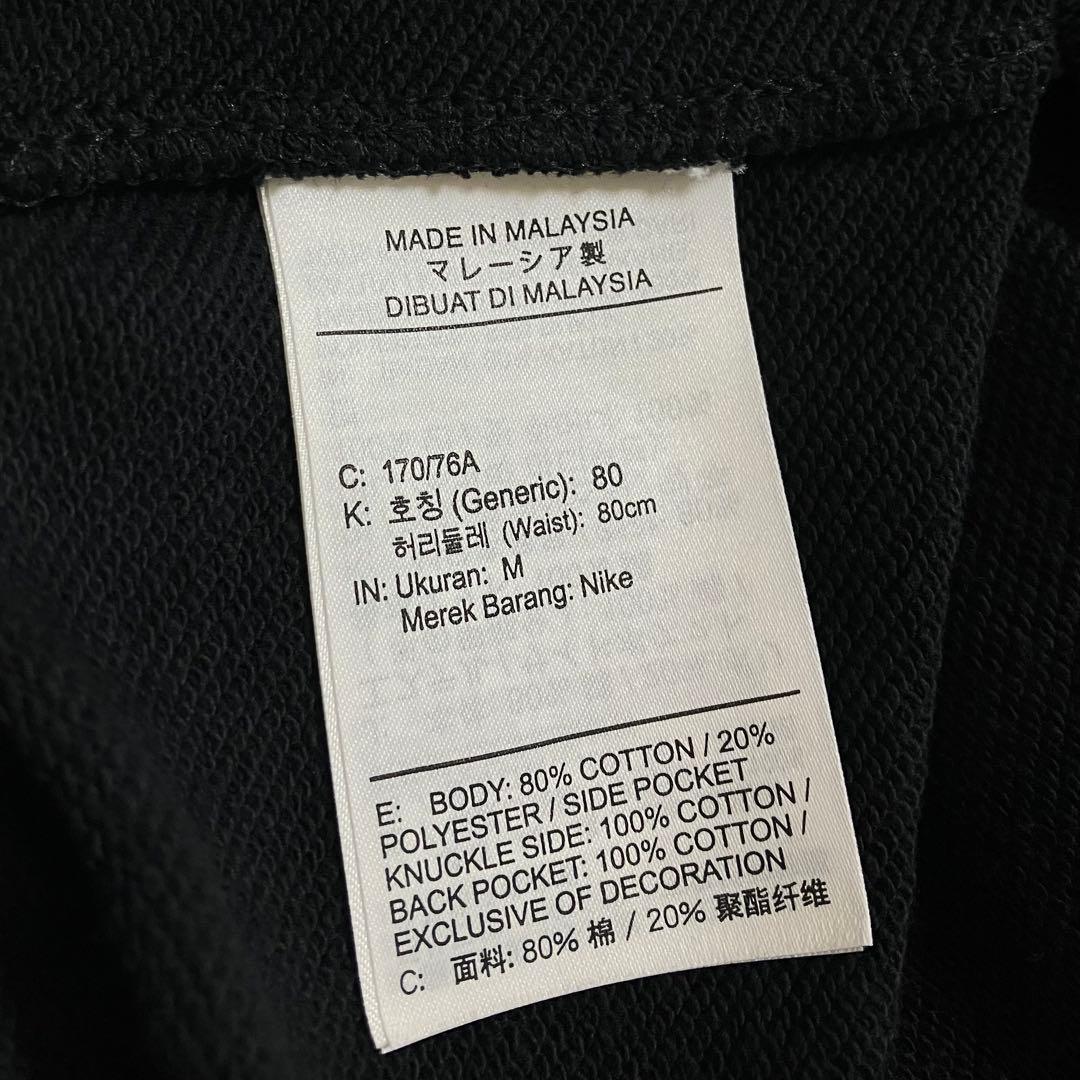 MADE IN MALAYSIA
マレーシア製
DIBUAT DI MALAYSIA
C: 170/76A
K: 호칭 (Generic): 80
허리둘레 (Waist): 80cm
IN: Ukuran: M
Merek Barang: Nike
E: BODY: 80% COTTON / 20%
POLYESTER / SIDE POCKET
KNUCKLE SIDE: 100% COTTON /
BACK POCKET: 100% COTTON /
EXCLUSIVE OF DECORATION
C: 面料: 80% 棉 / 20% 聚酯纤维